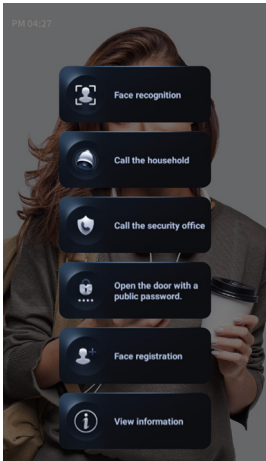 PM 04:27
Face recognition
Call the household
Call the security office
Open the door with a
public password.
Face registration
View information